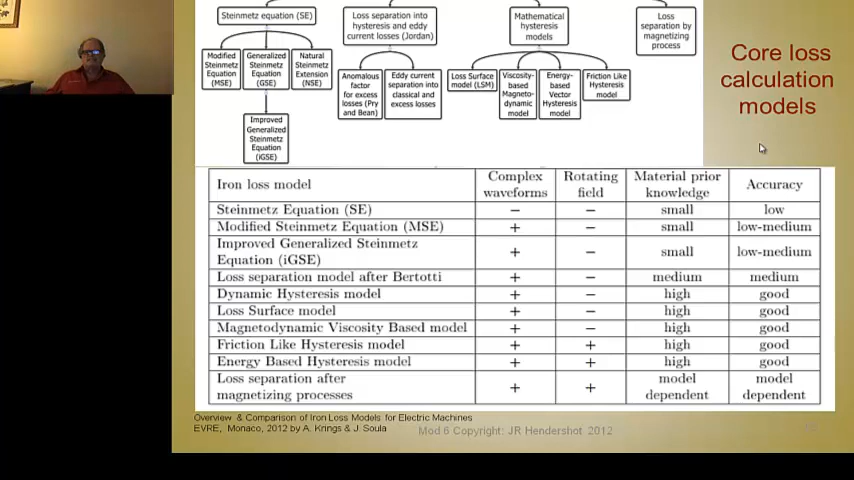 Steinmetz equation (SE)
Loss separation into
hysteresis and eddy
current losses (Jordan)
Mathematical
hysteresis
models
Loss
separation by
magnetizing
process
Modified
Steinmetz
Equation
(MSE)
Generalized
Steinmetz
Equation
(GSE)
Natural
Steinmetz
Extension
(NSE)
Anomalous
factor
for excess
losses (Pry
and Bean)
Eddy current
separation into
classical and
excess losses
Loss Surface
model (LSM)
Viscosity-
based
Magneto-
dynamic
model
Energy-
based
Vector
Hysteresis
model
Friction Like
Hysteresis
model
Improved
Generalized
Steinmetz
Equation
(iGSE)
Core loss
calculation
models
Iron loss model Complex waveforms Rotating field Material prior knowledge Accuracy
Steinmetz Equation (SE) − − small low
Modified Steinmetz Equation (MSE) + − small low-medium
Improved Generalized Steinmetz
Equation (iGSE) + − small low-medium
Loss separation model after Bertotti + − medium medium
Dynamic Hysteresis model + − high good
Loss Surface model + − high good
Magnetodynamic Viscosity Based model + − high good
Friction Like Hysteresis model + + high good
Energy Based Hysteresis model + + high good
Loss separation after
magnetizing processes + + model dependent model dependent
Overview & Comparison of Iron Loss Models for Electric Machines
EVRE, Monaco, 2012 by A. Krings & J. Soula
Mod 6 Copyright: JR Hendershot 2012